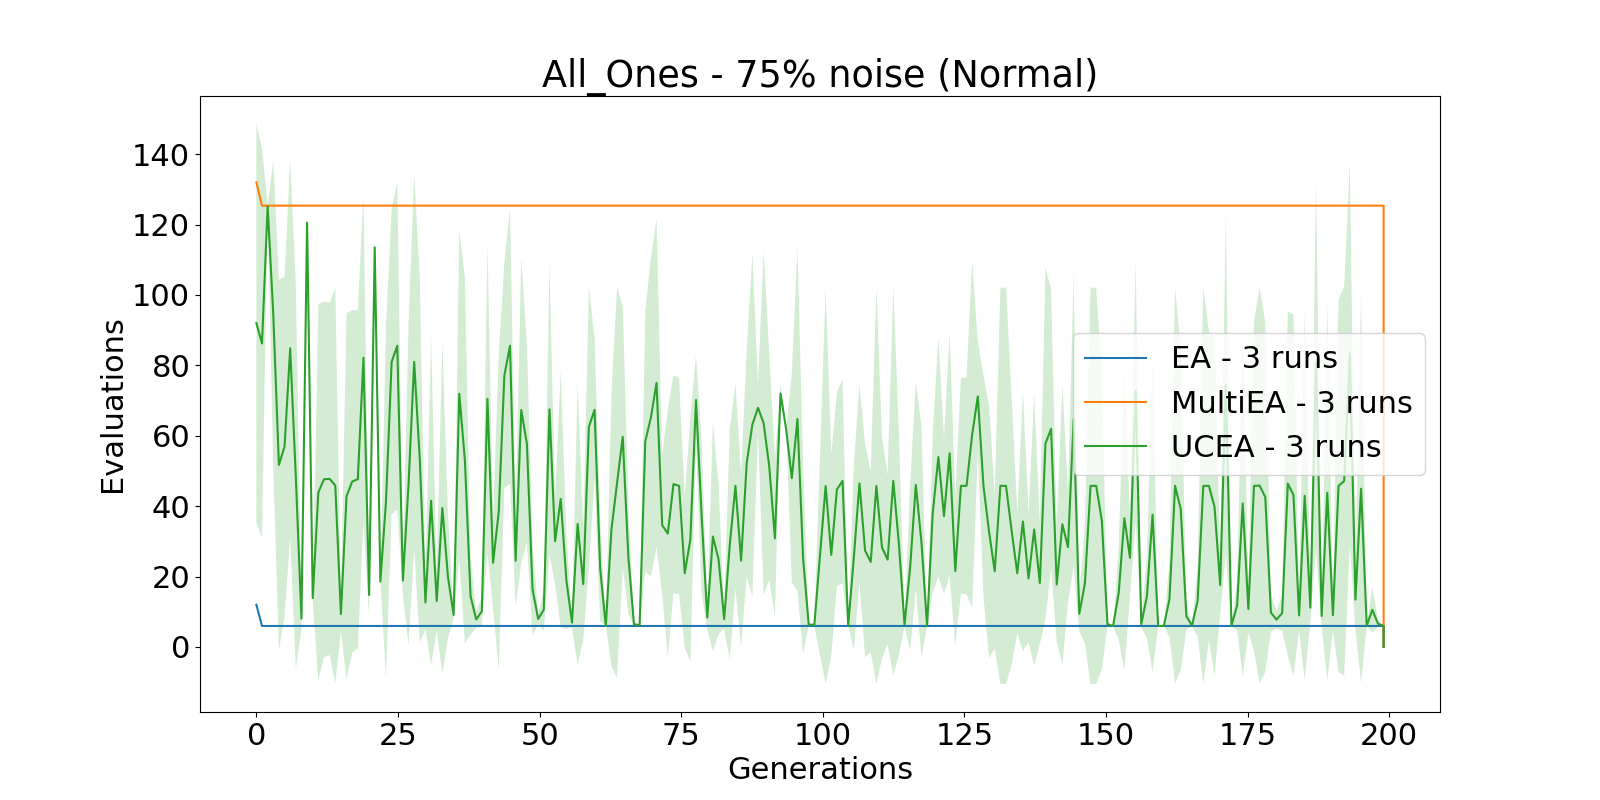 All_Ones - 75% noise (Normal)
140
120
100
80
60
40
20
0
Evaluations
EA - 3 runs
MultiEA - 3 runs
UCEA - 3 runs
0 25 50 75 100 125 150 175 200
Generations